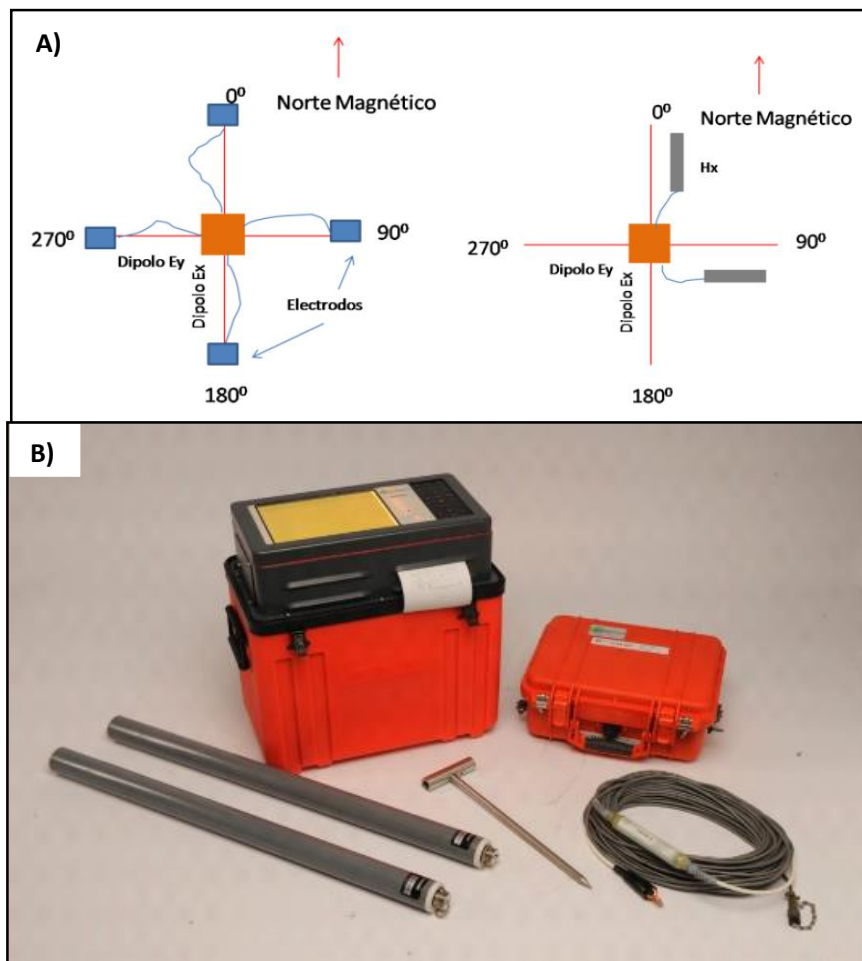 A)
0⁰
Norte Magnético
270⁰
90⁰
Dipolo Ey
Dipolo Ex
Electrodos
180⁰
0⁰
Norte Magnético
Hx
270⁰
90⁰
Dipolo Ey
Dipolo Ex
180⁰
B)